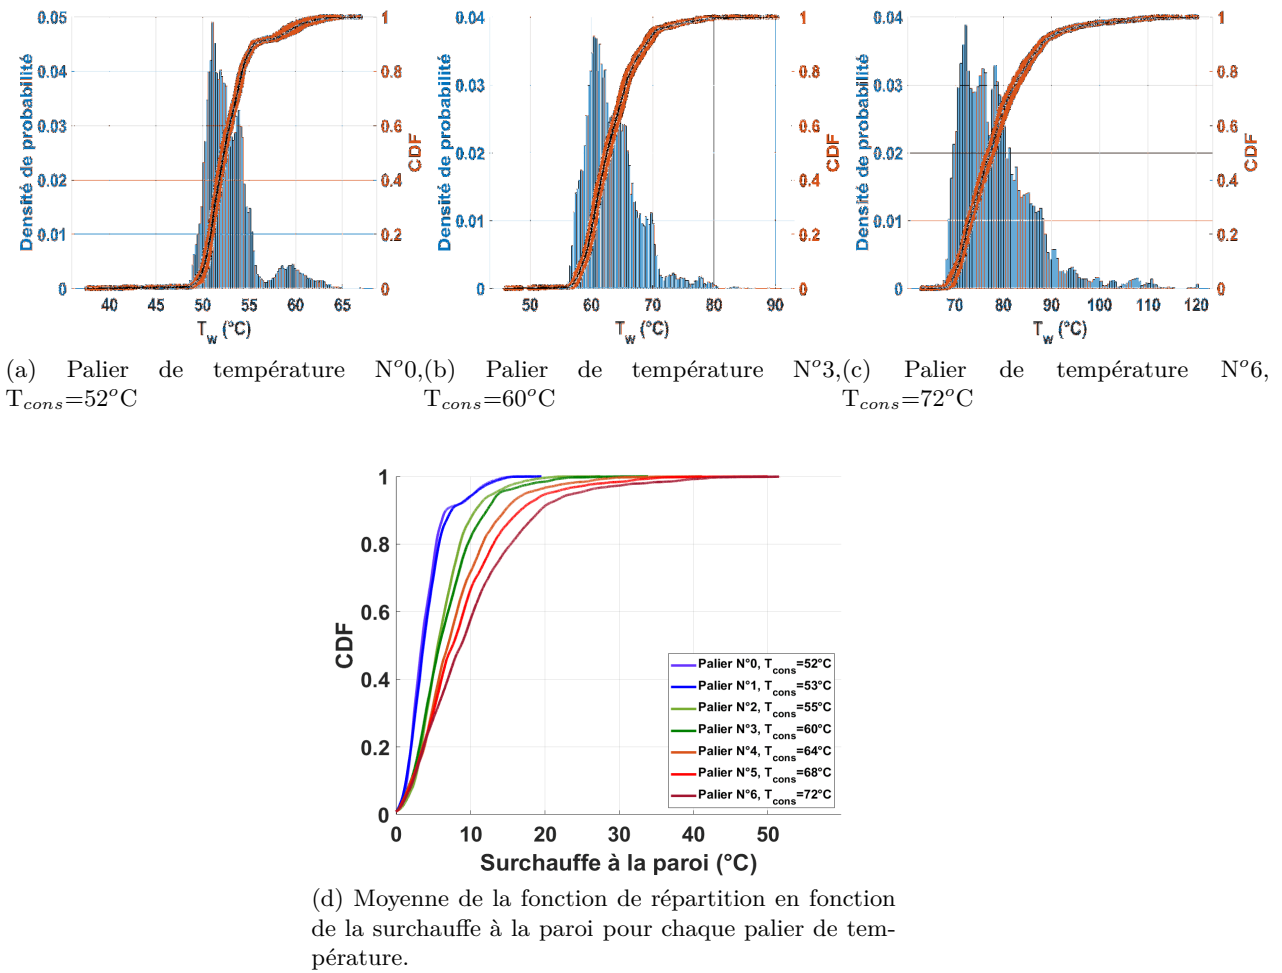 0.05
0.04
0.03
0.02
0.01
0
Densité de probabilité
1
0.8
0.6
0.4
0.2
0
CDF
40 45 50 55 60 65
T_w (°C)
0.04
0.03
0.02
0.01
0
Densité de probabilité
1
0.8
0.6
0.4
0.2
0
CDF
50 60 70 80 90
T_w (°C)
0.04
0.03
0.02
0.01
0
Densité de probabilité
1
0.8
0.6
0.4
0.2
0
CDF
70 80 90 100 110 120
T_w (°C)
(a) Palier de température N°0,
T_cons=52°C
(b) Palier de température N°3,
T_cons=60°C
(c) Palier de température N°6,
T_cons=72°C
1
0.8
0.6
0.4
0.2
0
CDF
0 10 20 30 40 50
Surchauffe à la paroi (°C)
Palier N°0, T_cons=52°C
Palier N°1, T_cons=53°C
Palier N°2, T_cons=55°C
Palier N°3, T_cons=60°C
Palier N°4, T_cons=64°C
Palier N°5, T_cons=68°C
Palier N°6, T_cons=72°C
(d) Moyenne de la fonction de répartition en fonction
de la surchauffe à la paroi pour chaque palier de tem-
pérature.